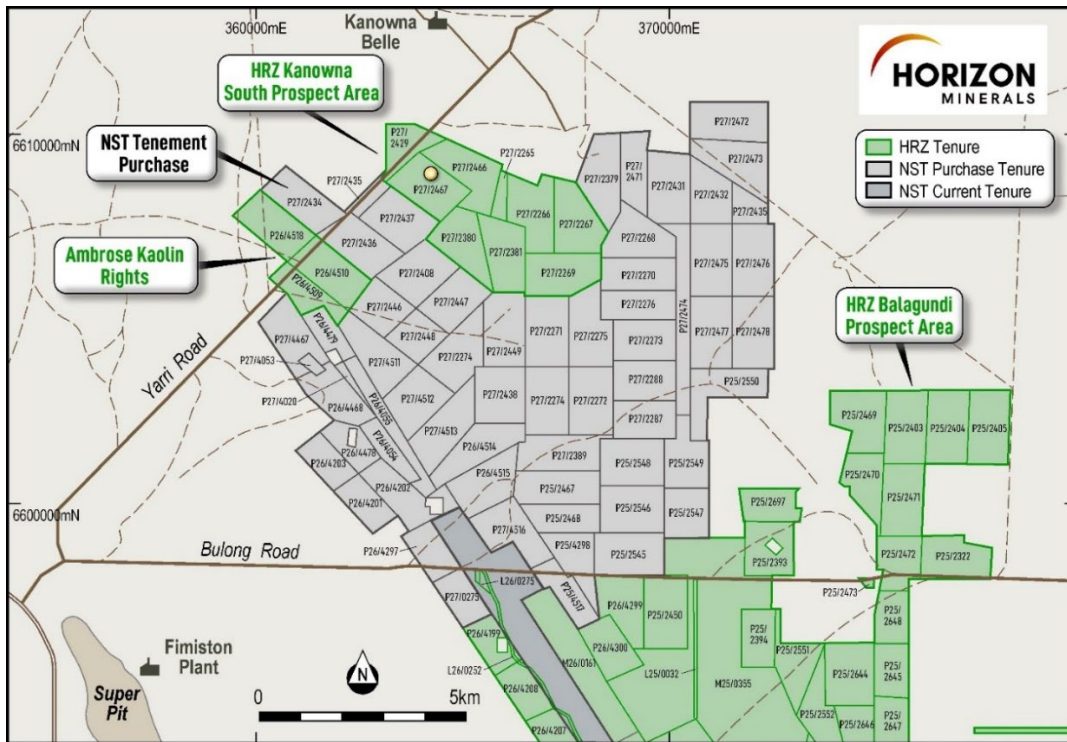 360000mE
Kanowna
Belle
370000mE
HORIZON
MINERALS
HRZ Kanowna
South Prospect Area
NST Tenement
Purchase
Ambrose Kaolin
Rights
HRZ Balagundi
Prospect Area
HRZ Tenure
NST Purchase Tenure
NST Current Tenure
6610000mN
6600000mN
Yarri Road
Bulong Road
Fimiston
Plant
Super
Pit
N
0
5km
P27/
2429
P27/2466
P27/2265
P27/2467
P27/2435
P27/2434
P27/2437
P27/2436
P26/4518
P26/4510
P26/4509
P27/2380
P27/2381
P27/2266
P27/2267
P27/2269
P27/2379
P27/
2471
P27/2431
P27/2472
P27/2473
P27/2432
P27/2435
P27/2268
P27/2270
P27/2276
P27/2474
P27/2475
P27/2476
P27/2477
P27/2478
P27/2408
P27/2447
P27/2446
P27/2448
P27/2274
P27/2449
P27/2271
P27/2275
P27/2273
P27/2288
P27/2287
P25/2550
P26/4479
P27/4467
P27/4053
P27/4020
P27/4511
P27/4512
P27/4513
P27/2438
P27/2274
P27/2272
P26/4468
P26/4055
P26/4054
P26/4478
P26/4203
P26/4202
P26/4201
P26/4514
P26/4515
P27/2389
P25/2467
P25/2468
P25/2548
P25/2549
P25/2546
P25/2547
P25/2545
P27/4516
P25/4298
P25/4517
P26/4297
P27/0275
L26/0275
P26/4199
L26/0252
P26/4208
P26/4207
M26/0161
P26/4299
P26/4300
P25/2450
L25/0032
M25/0355
P25/2697
P25/2393
P25/
2394
P25/2551
P25/2552
P25/2644
P25/2646
P25/
2648
P25/
2645
P25/
2647
P25/2473
P25/2469
P25/2403
P25/2404
P25/2405
P25/2470
P25/2471
P25/2472
P25/2322